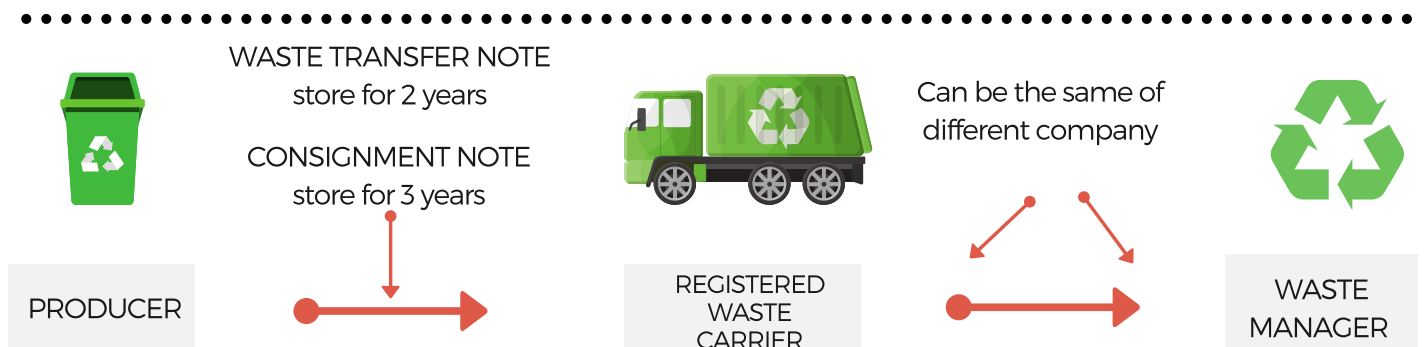 WASTE TRANSFER NOTE
store for 2 years
CONSIGNMENT NOTE
store for 3 years
Can be the same of
different company
PRODUCER
REGISTERED
WASTE
CARRIER
WASTE
MANAGER